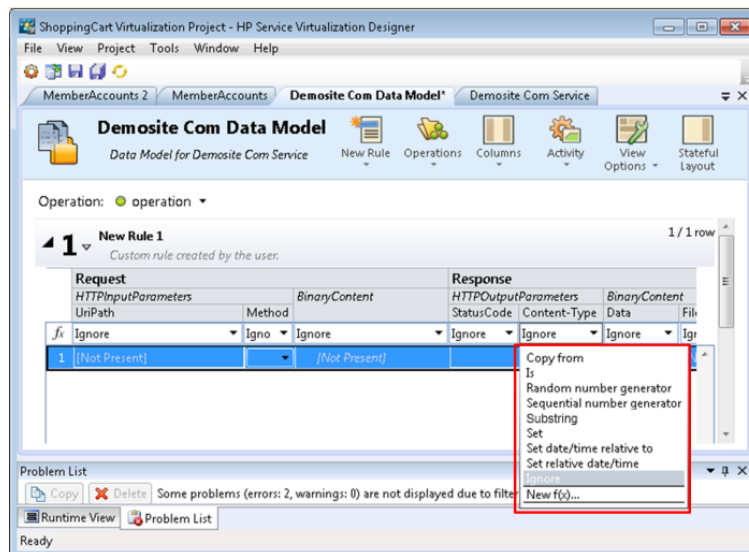 ShoppingCart Virtualization Project - HP Service Virtualization Designer
File View Project Tools Window Help
MemberAccounts 2 MemberAccounts Demosite Com Data Model* Demosite Com Service
Demosite Com Data Model
Data Model for Demosite Com Service
New Rule Operations Columns Activity View Options Stateful Layout
Operation: operation
1 New Rule 1 1 / 1 row
Custom rule created by the user.
Request Response
HTTPInputParameters BinaryContent HTTPOutputParameters BinaryContent
UriPath Method StatusCode Content-Type Data File
fx Ignore Igno Ignore Ignore Ignore Ignore Igr
1 [Not Present] [Not Present]
Copy from
Is
Random number generator
Sequential number generator
Substring
Set
Set date/time relative to
Set relative date/time
Ignore
New f(x)...
Problem List
Copy Delete Some problems (errors: 2, warnings: 0) are not displayed due to filter
Runtime View Problem List
Ready